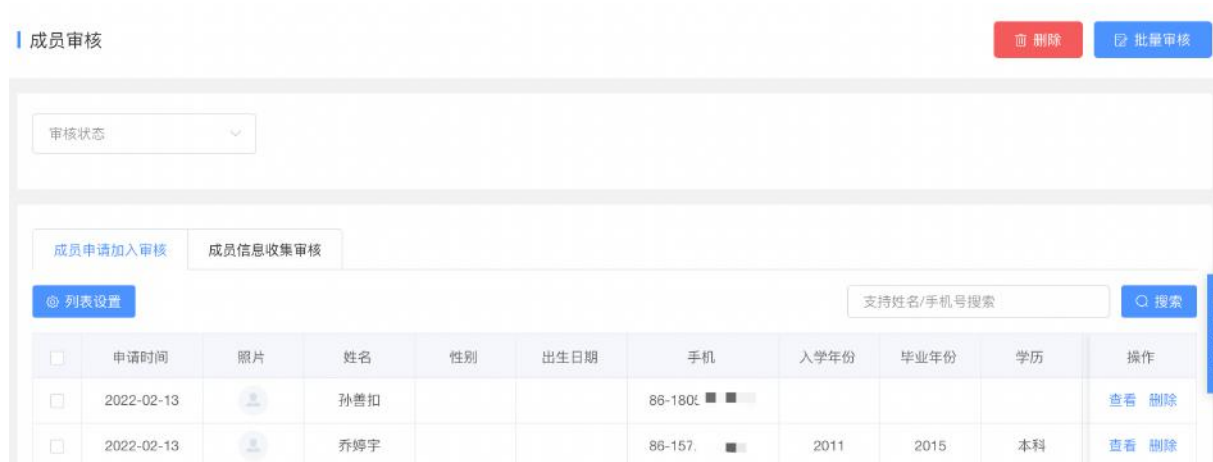 成员审核
删除 批量审核
审核状态
成员申请加入审核 成员信息收集审核
列表设置 支持姓名/手机号搜索 搜索
申请时间 照片 姓名 性别 出生日期 手机 入学年份 毕业年份 学历 操作
2022-02-13 孙善扣 86-180 查看 删除
2022-02-13 乔婷宇 86-157 2011 2015 本科 查看 删除